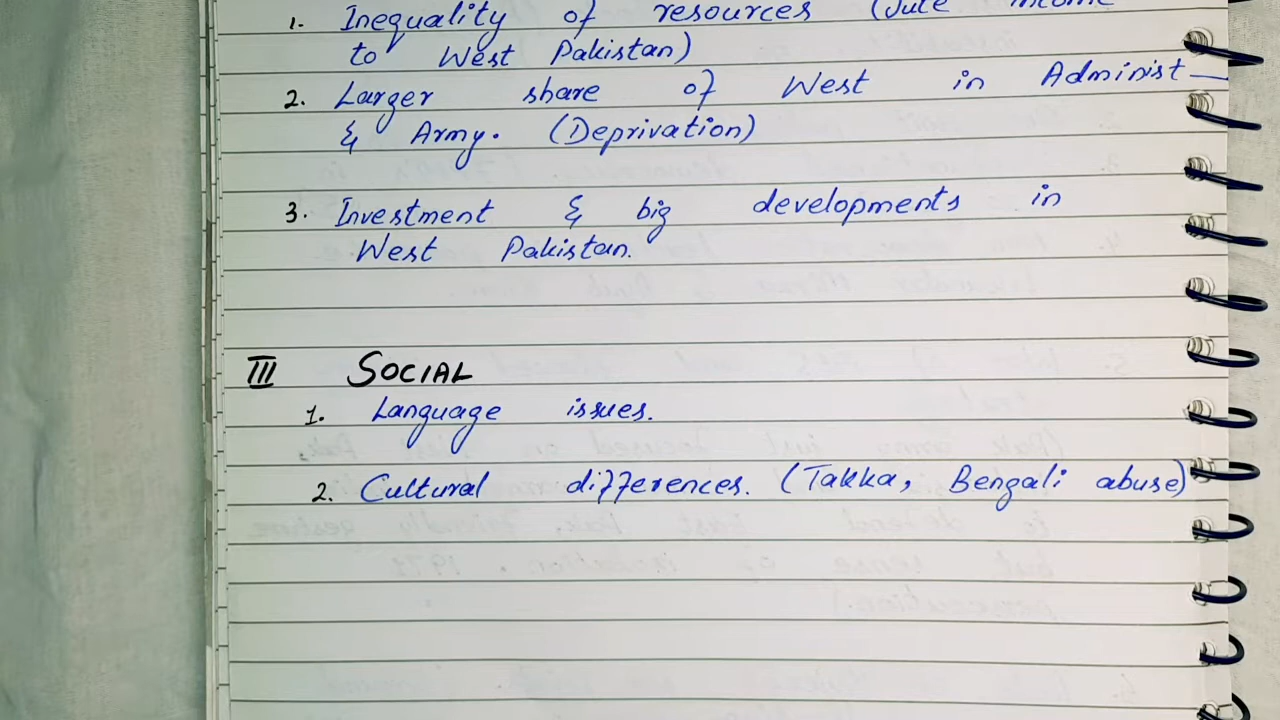 1. Inequality of resources (Jute income
to West Pakistan)
2. Larger share of West in Administ—
& Army. (Deprivation)
3. Investment & big developments in
West Pakistan.
III SOCIAL
1. Language issues.
2. Cultural differences. (Takka, Bengali abuse)